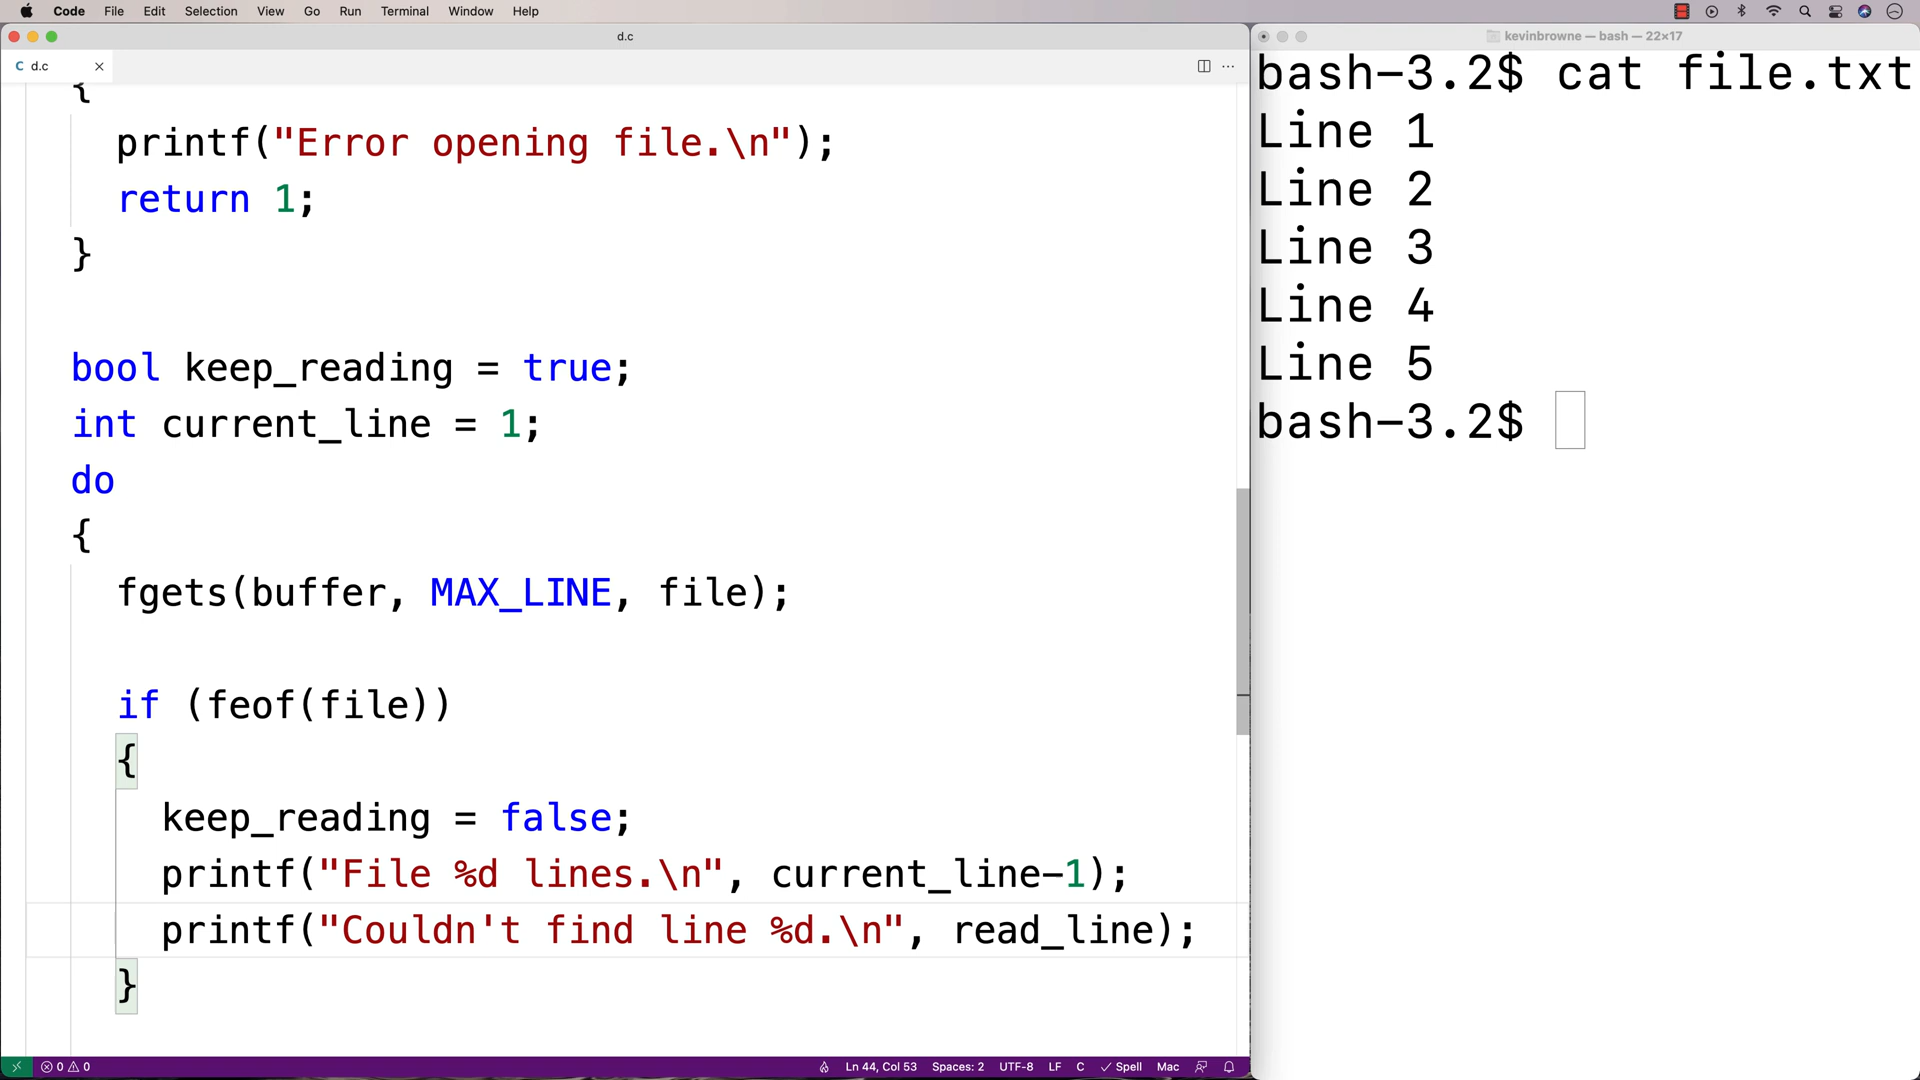 Code File Edit Selection View Go Run Terminal Window Help
d.c
C d.c
{
printf("Error opening file.\n");
return 1;
}
bool keep_reading = true;
int current_line = 1;
do
{
fgets(buffer, MAX_LINE, file);
if (feof(file))
{
keep_reading = false;
printf("File %d lines.\n", current_line-1);
printf("Couldn't find line %d.\n", read_line);
}
0 0 Ln 44, Col 53 Spaces: 2 UTF-8 LF C Spell Mac
kevinbrowne — bash — 22×17
bash-3.2$ cat file.txt
Line 1
Line 2
Line 3
Line 4
Line 5
bash-3.2$